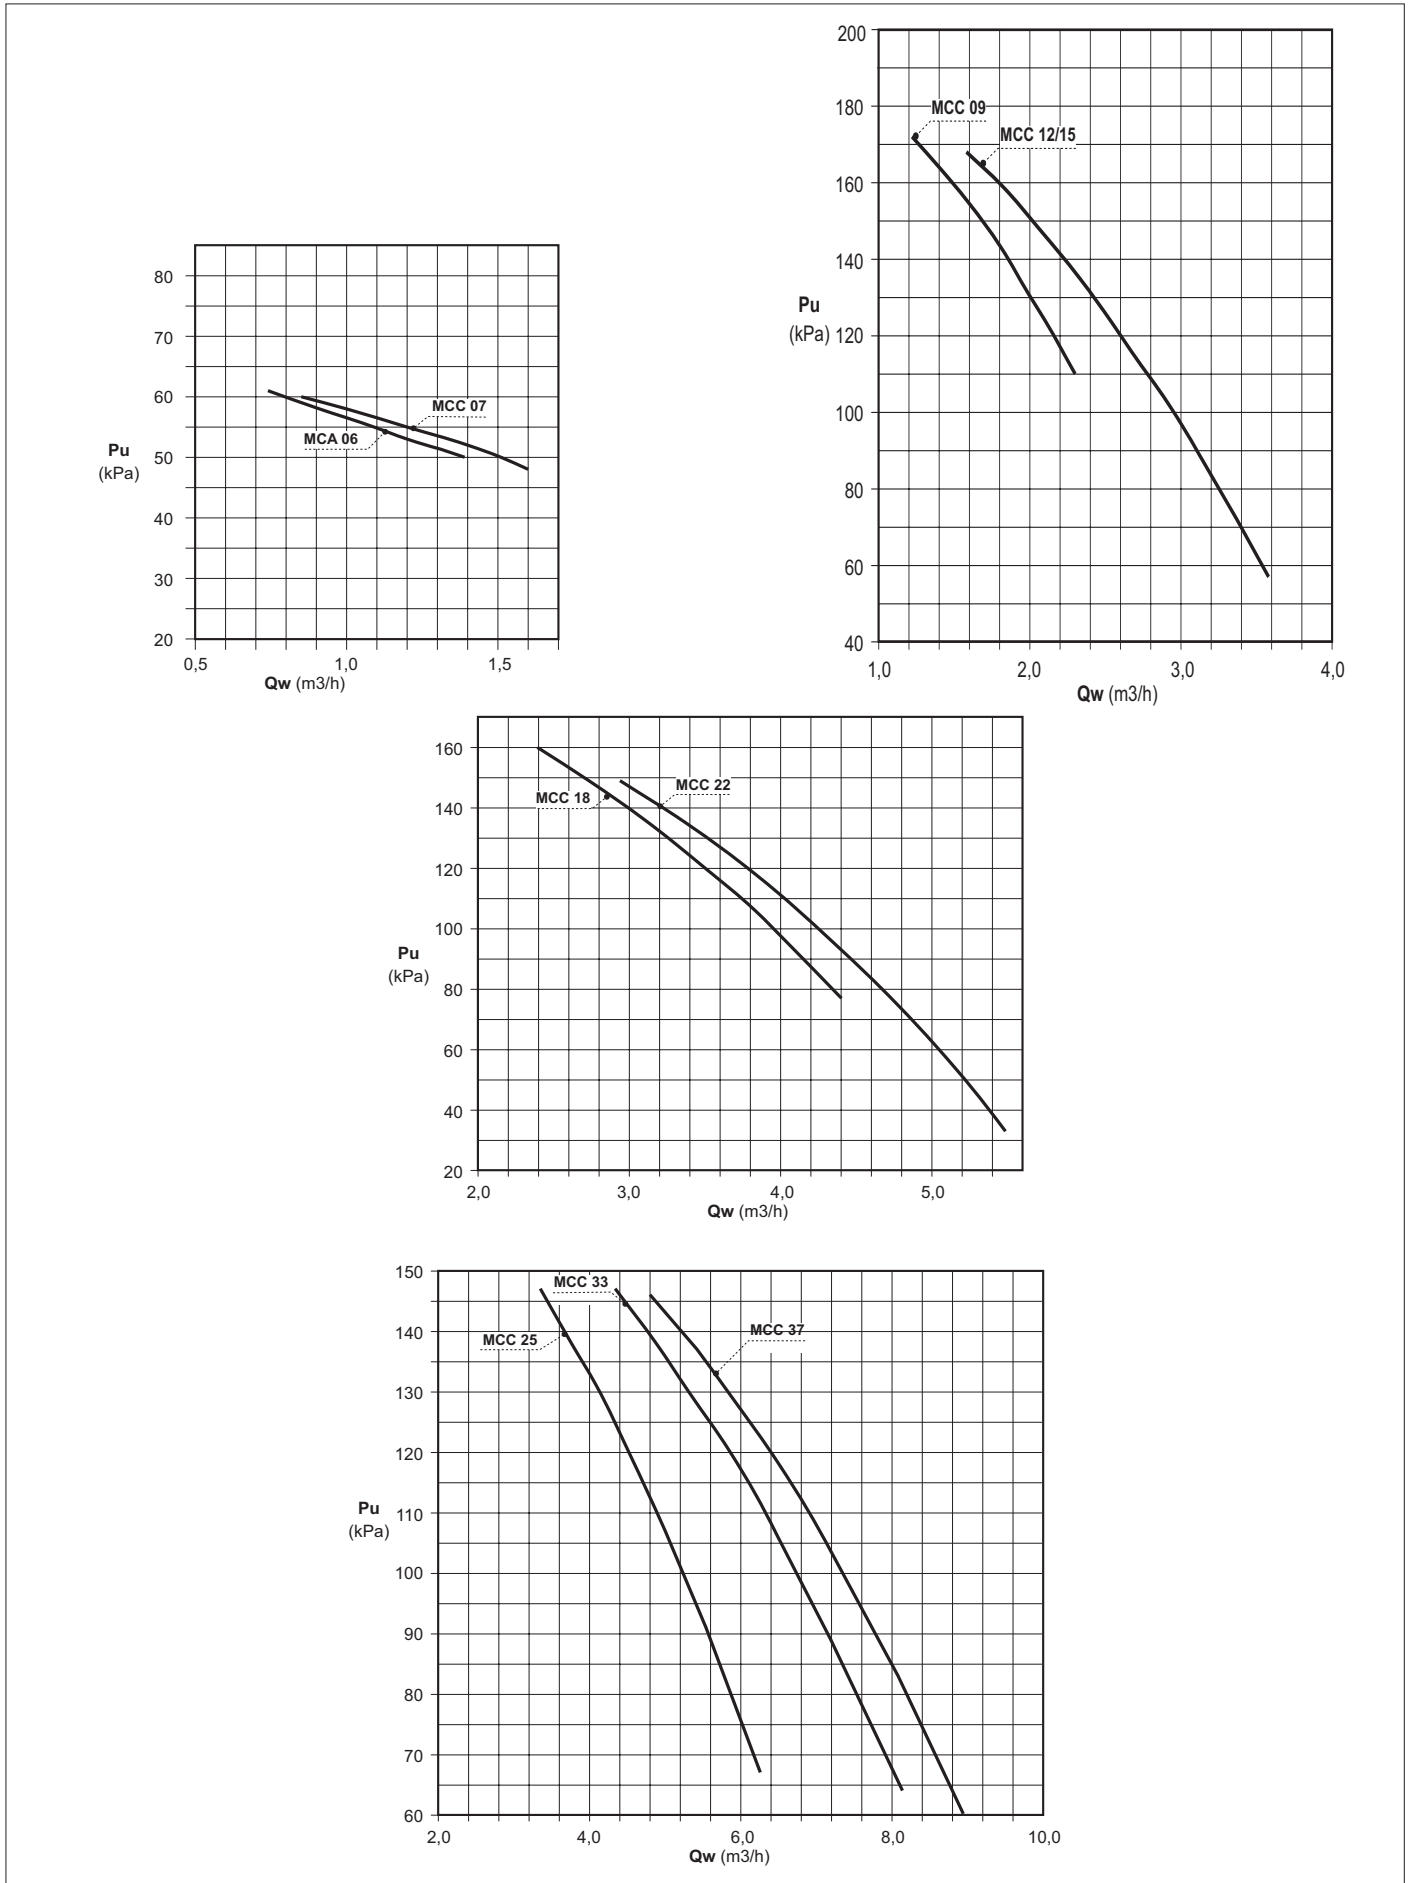 200
180
160
140
120
100
80
60
40
MCC 09
MCC 12/15
Pu
(kPa)
1,0
2,0
3,0
4,0
Qw (m3/h)
80
70
60
50
40
30
20
MCC 07
MCA 06
Pu
(kPa)
0,5
1,0
1,5
Qw (m3/h)
160
140
120
100
80
60
40
20
MCC 22
MCC 18
Pu
(kPa)
2,0
3,0
4,0
5,0
Qw (m3/h)
150
140
130
120
110
100
90
80
70
60
MCC 33
MCC 37
MCC 25
Pu
(kPa)
2,0
4,0
6,0
8,0
10,0
Qw (m3/h)